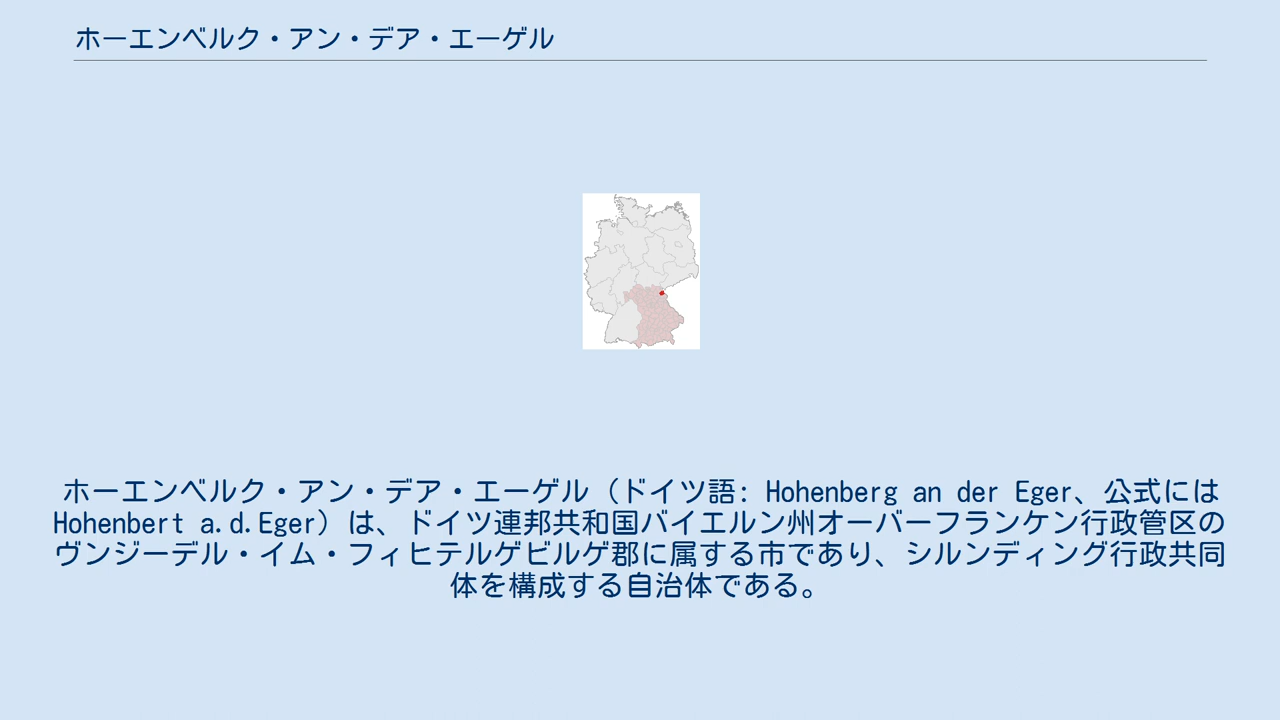 ホーエンベルク・アン・デア・エーゲル
ホーエンベルク・アン・デア・エーゲル（ドイツ語: Hohenberg an der Eger、公式には
Hohenbert a.d.Eger）は、ドイツ連邦共和国バイエルン州オーバーフランケン行政管区の
ヴンジーデル・イム・フィヒテルゲビルゲ郡に属する市であり、シルンディング行政共同
体を構成する自治体である。